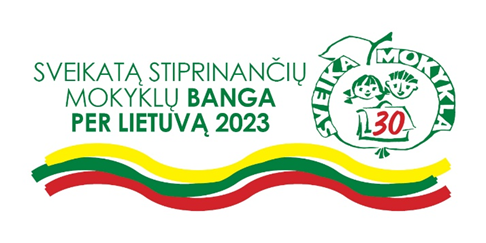 SVEIKATĄ STIPRINANČIŲ
MOKYKLŲ BANGA
PER LIETUVĄ 2023
SVEIKA MOKYKLA
30